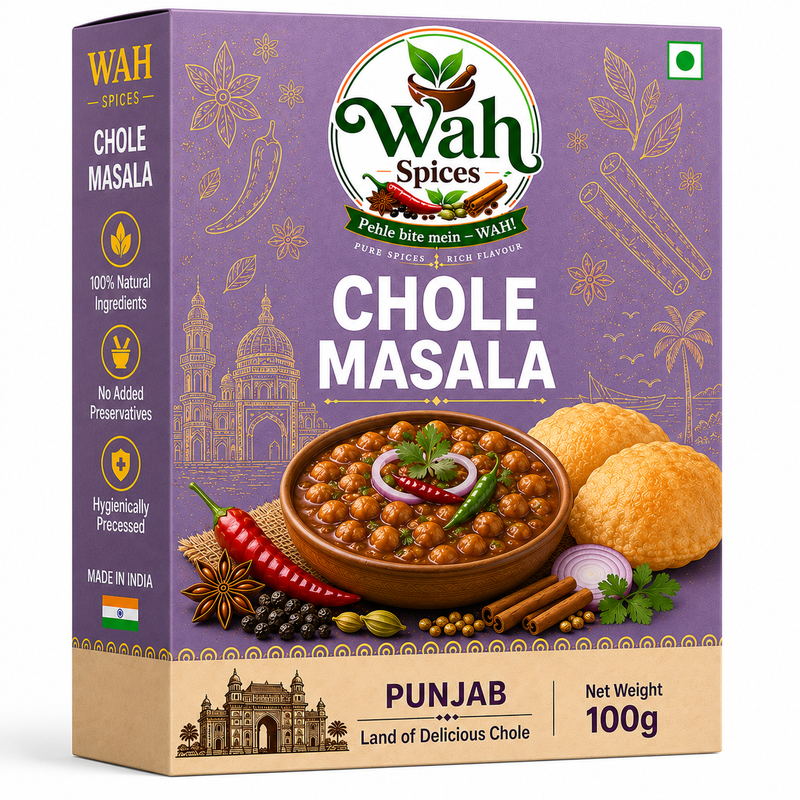 WAH
SPICES
CHOLE
MASALA
100% Natural
Ingredients
No Added
Preservatives
Hygienically
Precessed
MADE IN INDIA
Wah
Spices
Pehle bite mein – WAH!
PURE SPICES RICH FLAVOUR
CHOLE
MASALA
PUNJAB
Land of Delicious Chole
Net Weight
100g